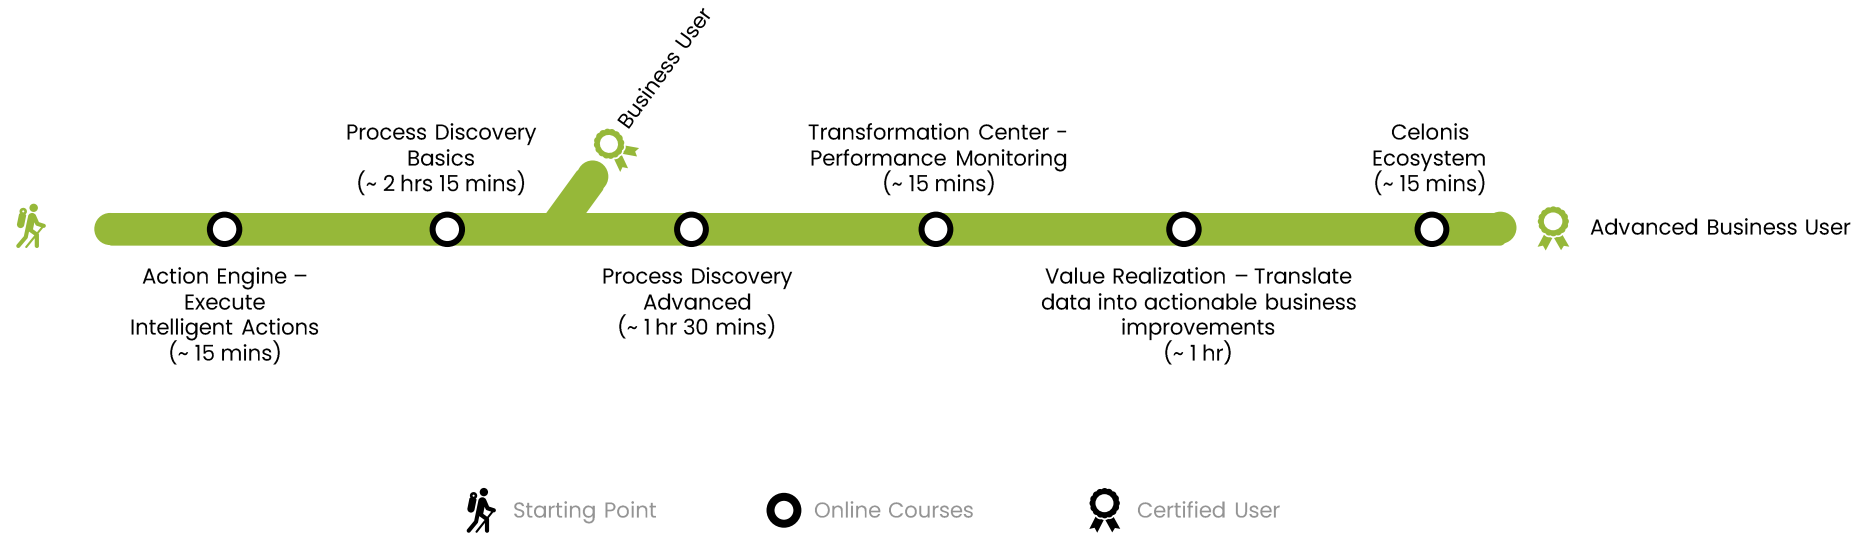 Business User
Process Discovery
Basics
(~ 2 hrs 15 mins)
Transformation Center -
Performance Monitoring
(~ 15 mins)
Celonis
Ecosystem
(~ 15 mins)
Advanced Business User
Action Engine –
Execute
Intelligent Actions
(~ 15 mins)
Process Discovery
Advanced
(~ 1 hr 30 mins)
Value Realization – Translate
data into actionable business
improvements
(~ 1 hr)
Starting Point
Online Courses
Certified User